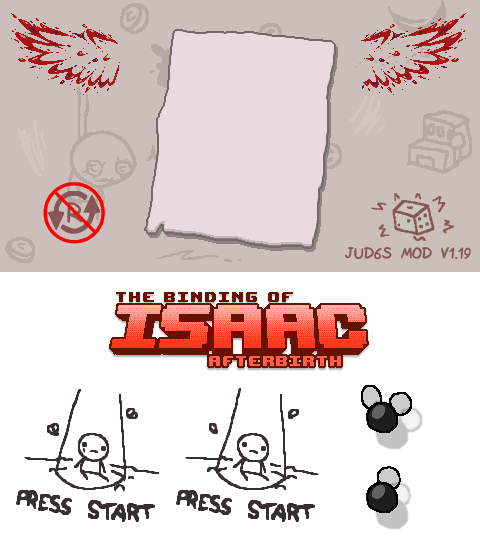 R
JUD6S MOD V1.19
THE BINDING OF
ISAAC
AFTERBIRTH
PRESS START
PRESS START